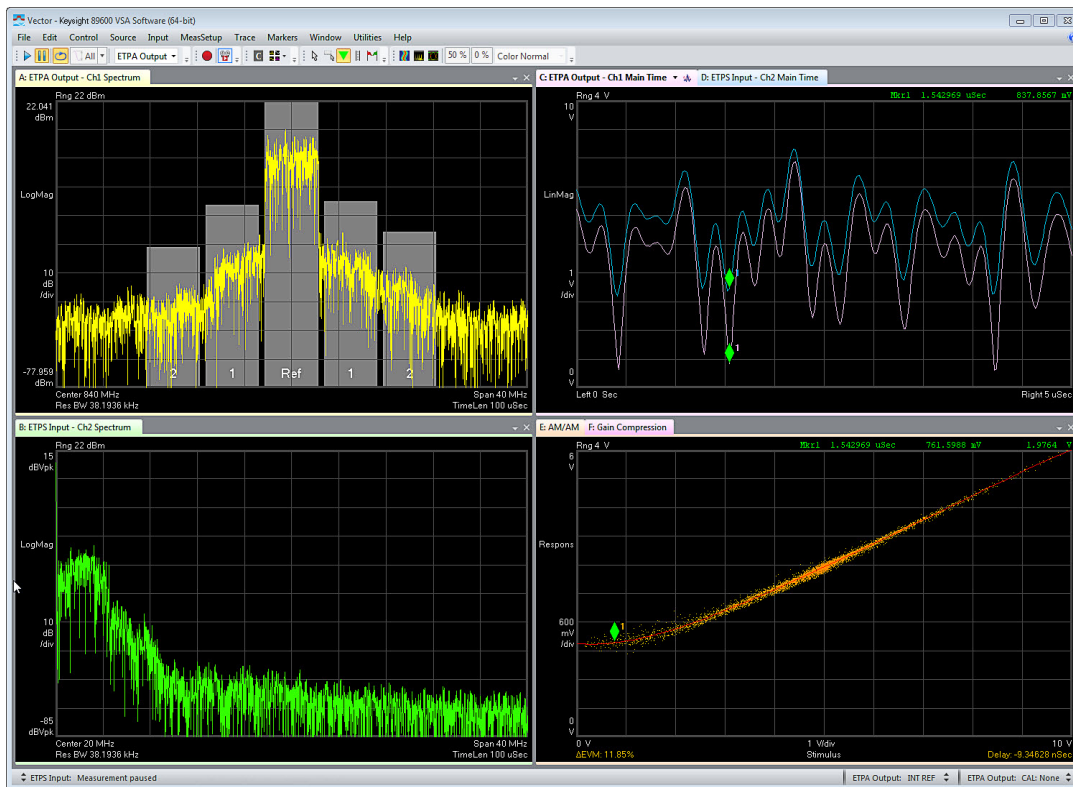 Vector - Keysight 89600 VSA Software (64-bit)
File Edit Control Source Input MeasSetup Trace Markers Window Utilities Help
All ETPA Output 50 % 0 % Color Normal
A: ETPA Output - Ch1 Spectrum
Rng 22 dBm
22.041
dBm
LogMag
10
dB
/div
-77.959
dBm
2 1 Ref 1 2
Center 840 MHz Span 40 MHz
Res BW 38.1936 kHz TimeLen 100 uSec
C: ETPA Output - Ch1 Main Time D: ETPS Input - Ch2 Main Time
Rng 4 V Mkr1 1.542969 uSec 837.8567 mV
10
V
LinMag
1
V
/div
0
V
1
Left 0 Sec Right 5 uSec
B: ETPS Input - Ch2 Spectrum
Rng 22 dBm
15
dBVpk
LogMag
10
dB
/div
-85
dBVpk
Center 20 MHz Span 40 MHz
Res BW 38.1936 kHz TimeLen 100 uSec
E: AM/AM F: Gain Compression
Rng 4 V Mkr1 1.542969 uSec 761.5988 mV 1.9764 V
6
V
Respons
600
mV
/div
0
V
1
0 V 1 V/div 10 V
ΔEVM: 11.85% Stimulus Delay: -9.34628 nSec
ETPS Input: Measurement paused ETPA Output: INT REF ETPA Output: CAL: None